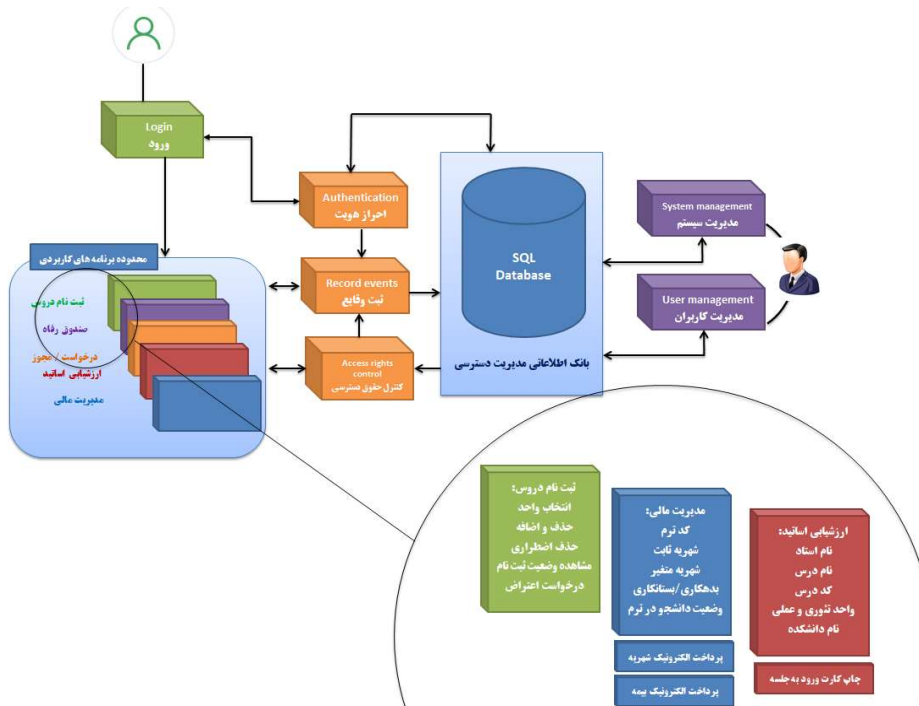 Login
ورود
Authentication
احراز هویت
Record events
ثبت وقایع
Access rights
control
کنترل حقوق دسترسی
SQL
Database
بانک اطلاعاتی مدیریت دسترسی
System management
مدیریت سیستم
User management
مدیریت کاربران
محدوده برنامه های کاربردی
ثبت نام دروس
صندوق رفاه
درخواست / مجوز
ارزشیابی اساتید
مدیریت مالی
ثبت نام دروس:
انتخاب واحد
حذف و اضافه
حذف اضطراری
مشاهده وضعیت ثبت نام
درخواست اعتراض
مدیریت مالی:
کد ترم
شهریه ثابت
شهریه متغیر
بدهکاری/بستانکاری
وضعیت دانشجو در ترم
پرداخت الکترونیک شهریه
پرداخت الکترونیک بیمه
ارزشیابی اساتید:
نام استاد
نام درس
کد درس
واحد تئوری و عملی
نام دانشکده
چاپ کارت ورود به جلسه